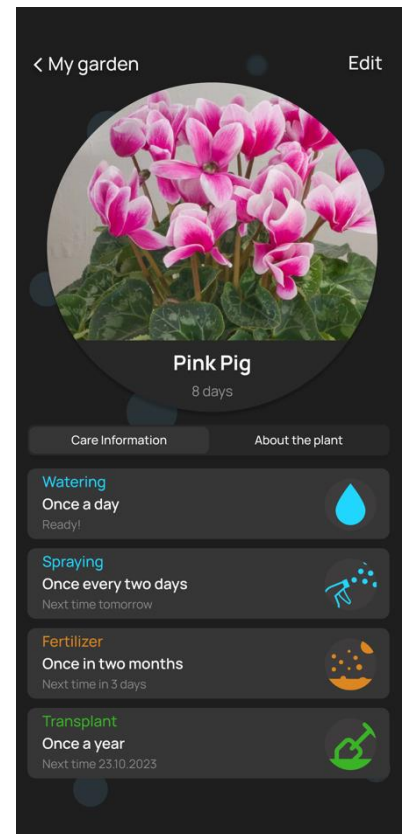 < My garden
Edit
Pink Pig
8 days
Care Information
About the plant
Watering
Once a day
Ready!
Spraying
Once every two days
Next time tomorrow
Fertilizer
Once in two months
Next time in 3 days
Transplant
Once a year
Next time 23.10.2023